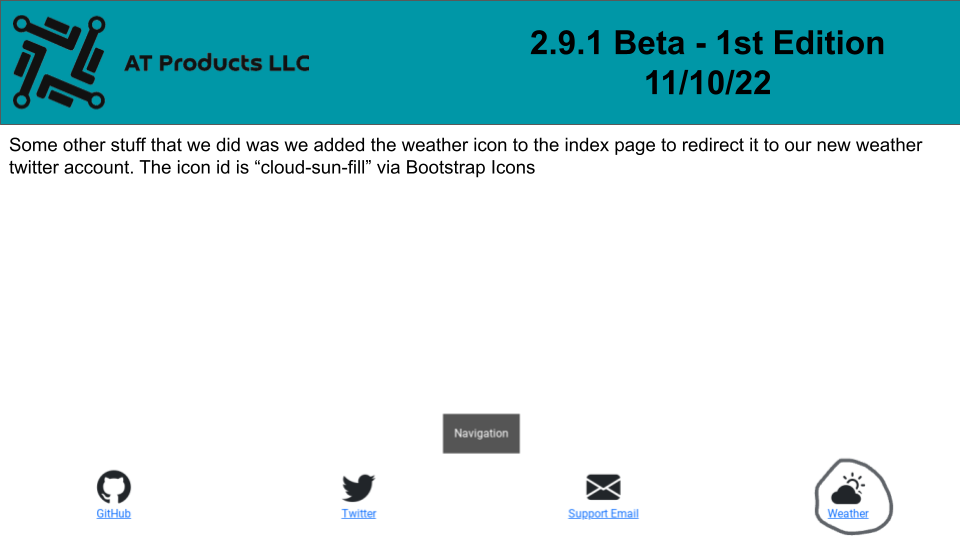 AT Products LLC
2.9.1 Beta - 1st Edition
11/10/22
Some other stuff that we did was we added the weather icon to the index page to redirect it to our new weather
twitter account. The icon id is “cloud-sun-fill” via Bootstrap Icons
Navigation
GitHub
Twitter
Support Email
Weather